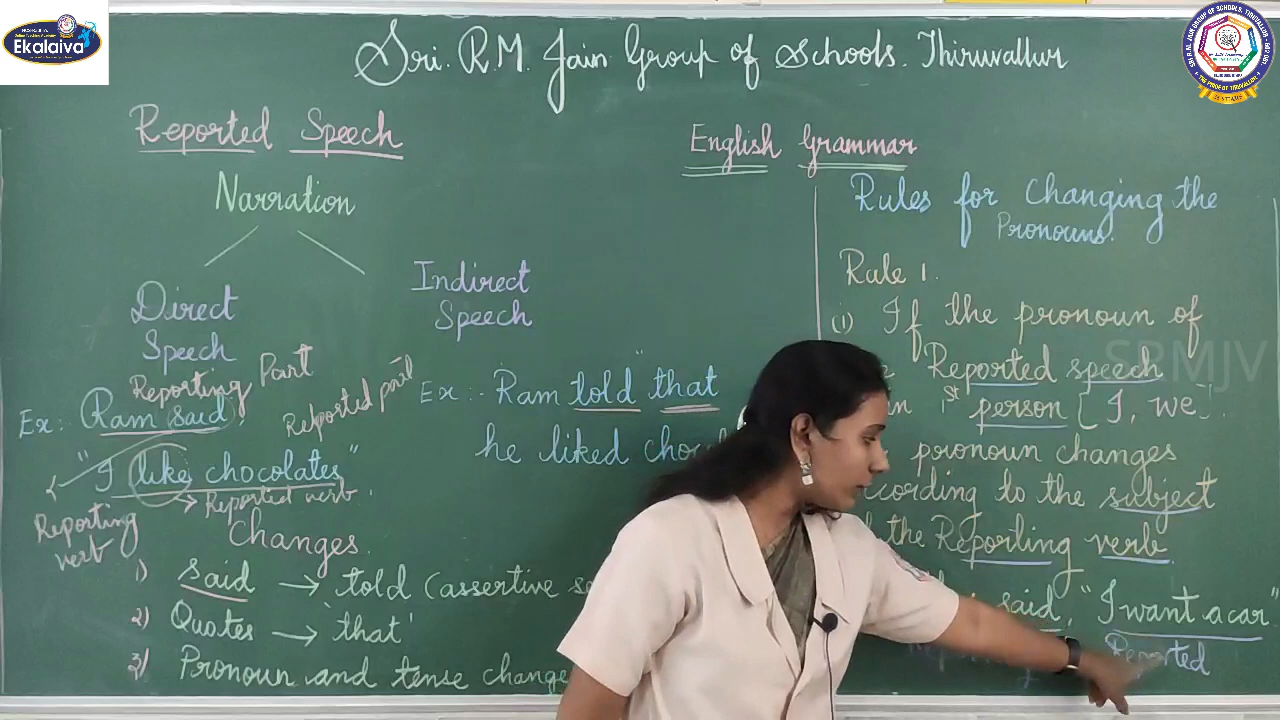 Ekalaiva
Sri. R.M. Jain Group of Schools. Thiruvallur
Reported Speech
English Grammar
Narration
Direct
Speech
Indirect
Speech
Reporting Part
Ex:- Ram said,
Reported part
"I like chocolates"
Reported verb
Reporting
verb
Ex:- Ram told that
he liked
Changes.
1) said → told (assertive
2) Quotes → 'that'
3) Pronoun and tense change
Rules for Changing the
Pronouns.
Rule 1.
(i) If the pronoun of
Reported speech
1st person [I, we].
pronoun changes
to the subject
the Reporting verb.
said, "I want a car"
Reported
SRMJV